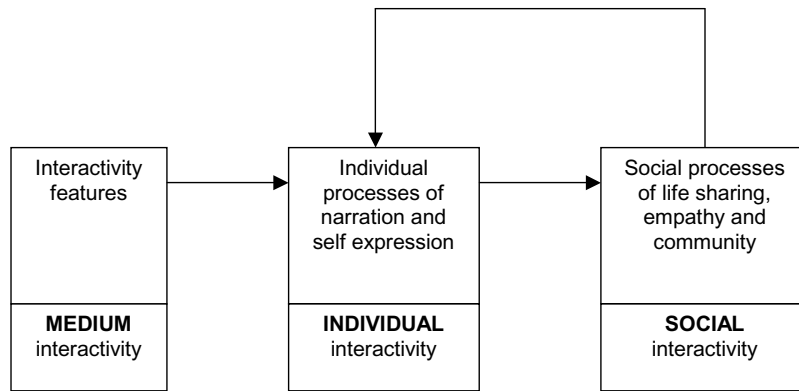 Interactivity
features
MEDIUM
interactivity
Individual
processes of
narration and
self expression
INDIVIDUAL
interactivity
Social processes
of life sharing,
empathy and
community
SOCIAL
interactivity